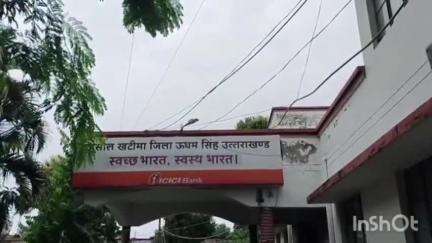 खटीमा जिला ऊधम सिंह उत्तराखण्ड
स्वच्छ भारत, स्वस्थ भारत।
ICICI Bank
InShOt